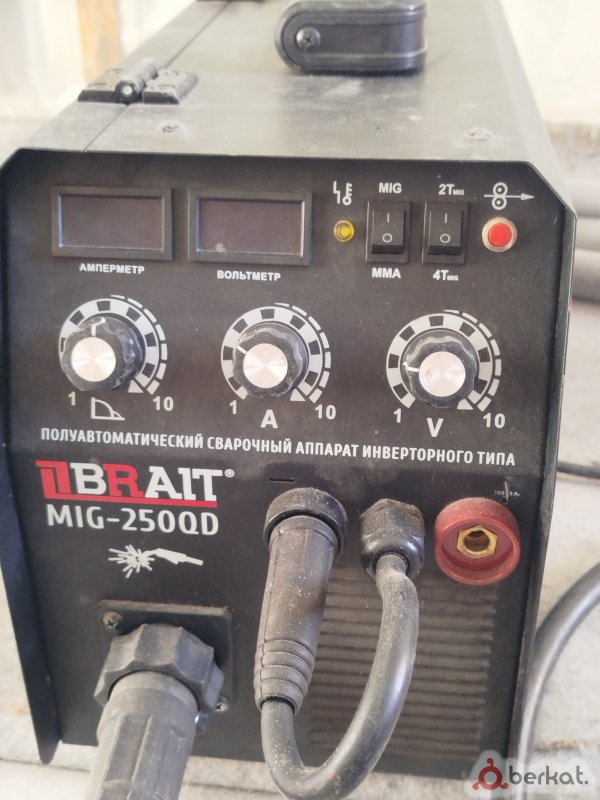 MIG 2TMIG
АМПЕРМЕТР ВОЛЬТМЕТР MMA 4TMIG
1 10 1 A 10 1 V 10
ПОЛУАВТОМАТИЧЕСКИЙ СВАРОЧНЫЙ АППАРАТ ИНВЕРТОРНОГО ТИПА
BRAIT®
MIG-250QD
berkat.